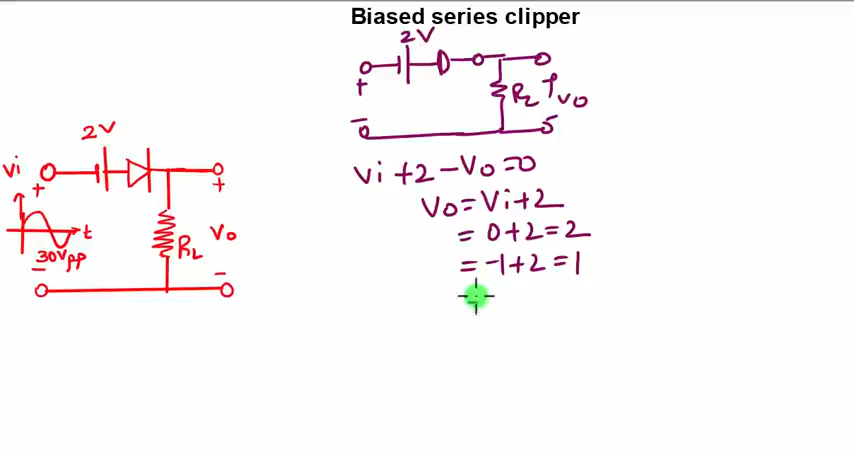 Biased series clipper
2V
+
RL
Vo
-
Vi+2-Vo=0
Vo=Vi+2
=0+2=2
=-1+2=1
2V
Vi
+
+
t
30Vpp
RL
Vo
-
-